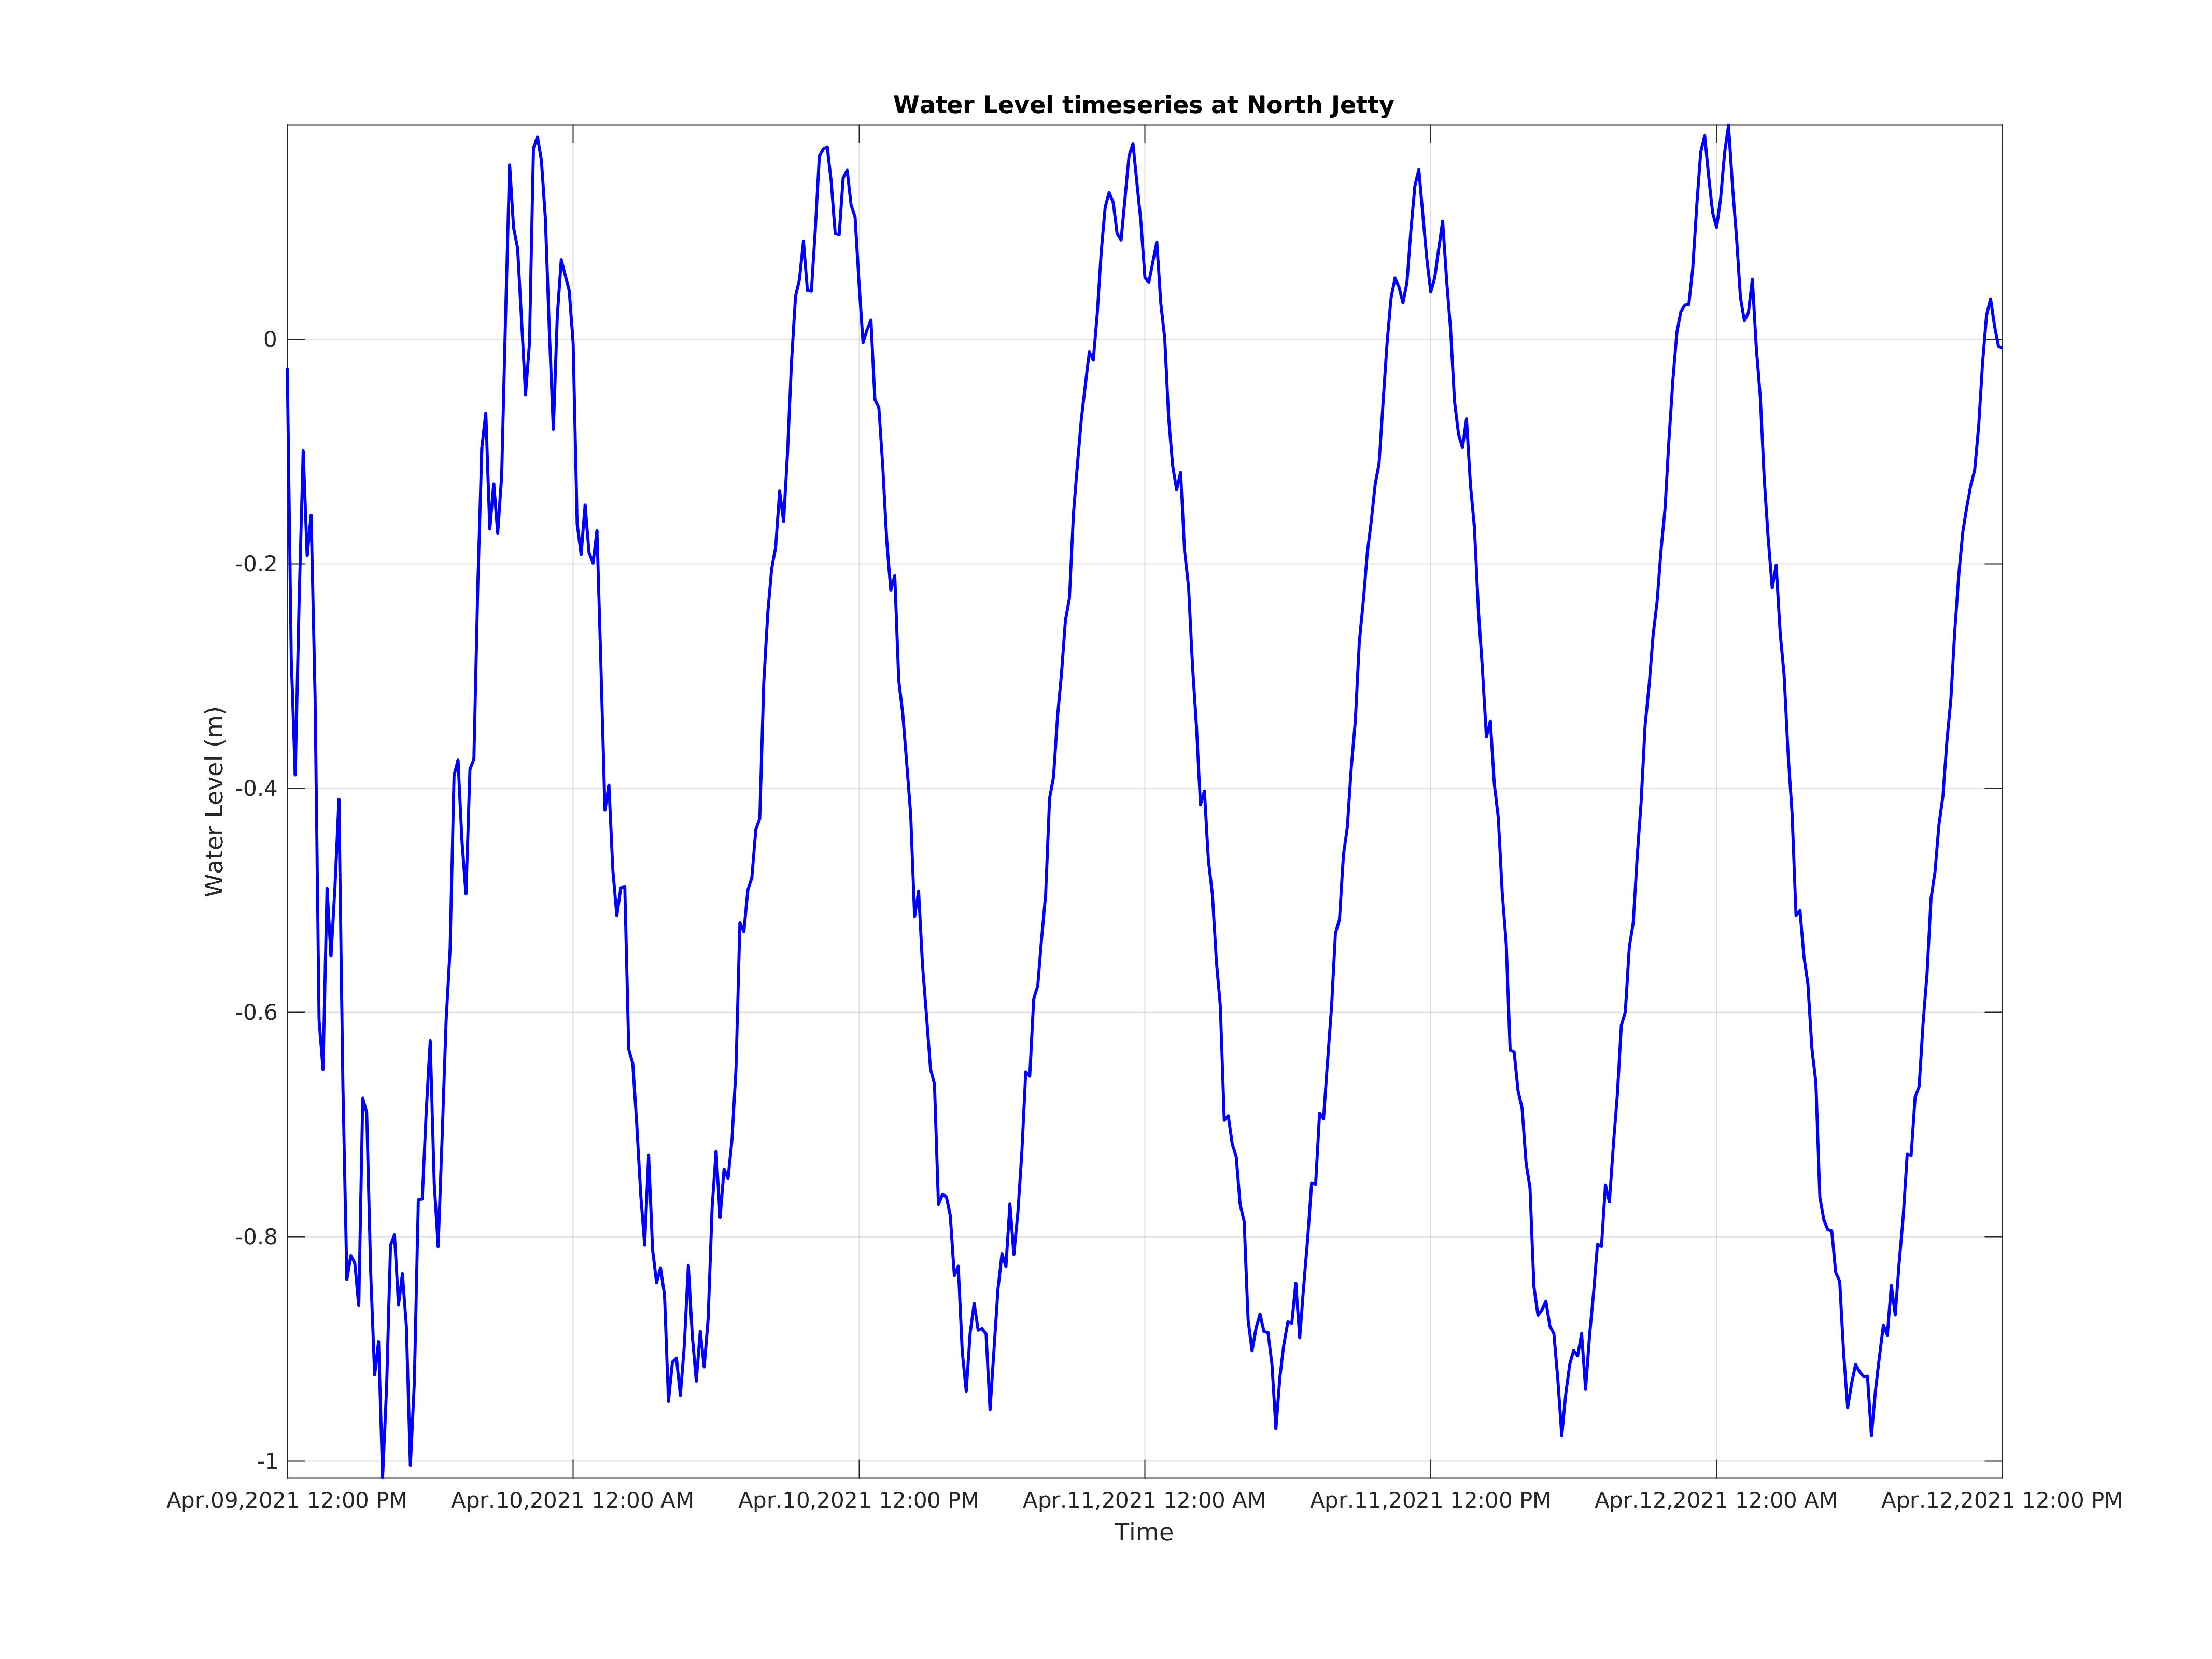 Water Level timeseries at North Jetty
0
-0.2
-0.4
-0.6
-0.8
-1
Water Level (m)
Apr.09,2021 12:00 PM
Apr.10,2021 12:00 AM
Apr.10,2021 12:00 PM
Apr.11,2021 12:00 AM
Apr.11,2021 12:00 PM
Apr.12,2021 12:00 AM
Apr.12,2021 12:00 PM
Time